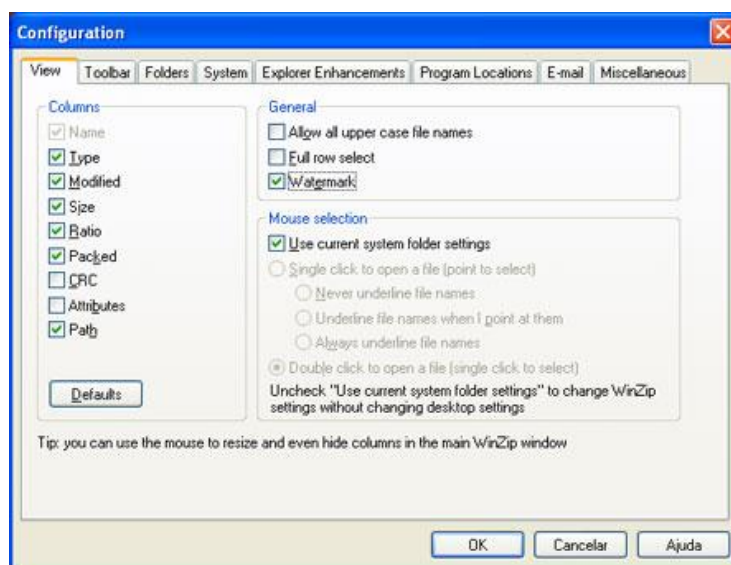 Configuration
View Toolbar Folders System Explorer Enhancements Program Locations E-mail Miscellaneous
Columns
Name
Type
Modified
Size
Ratio
Packed
CRC
Attributes
Path
Defaults
General
Allow all upper case file names
Full row select
Watermark
Mouse selection
Use current system folder settings
Single click to open a file (point to select)
Never underline file names
Underline file names when I point at them
Always underline file names
Double click to open a file (single click to select)
Uncheck "Use current system folder settings" to change WinZip
settings without changing desktop settings
Tip: you can use the mouse to resize and even hide columns in the main WinZip window
OK Cancelar Ajuda